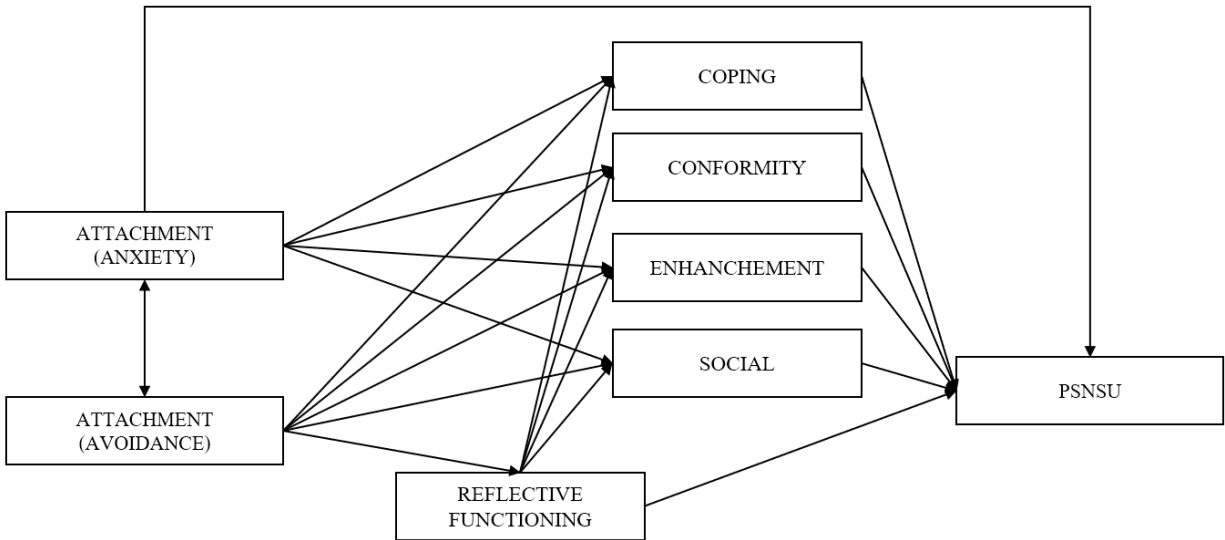 COPING
CONFORMITY
ATTACHMENT
(ANXIETY)
ENHANCHEMENT
SOCIAL
PSNSU
ATTACHMENT
(AVOIDANCE)
REFLECTIVE
FUNCTIONING